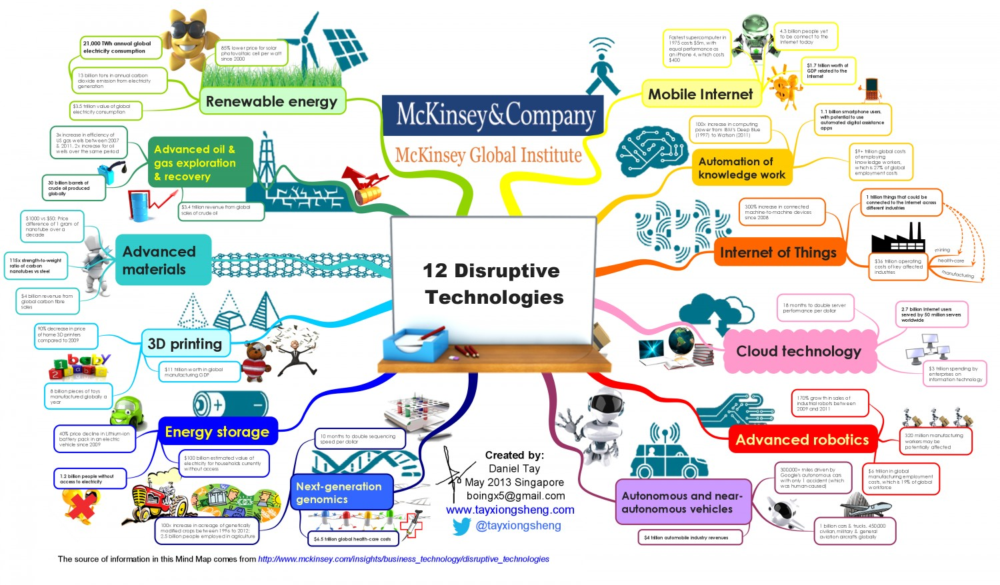 McKinsey&Company
McKinsey Global Institute
12 Disruptive
Technologies
Mobile Internet
Fastest supercomputer in
1975 costs $5m, with
equal performance as
an iPhone 4, which costs
$400
4.3 billion people yet
to be connect to the
Internet today
$1.7 trillion worth of
GDP related to the
Internet
Automation of
knowledge work
100x increase in computing
power from IBM's Deep Blue
(1997) to Watson (2011)
1.1 billion smartphone users,
with potential to use
automated digital assistance
apps
$9+ trillion global costs
of employing
knowledge workers,
which is 27% of global
employment costs
Internet of Things
300% increase in connected
machine-to-machine devices
since 2008
1 trillion things that could be
connected to the Internet across
different industries
$36 trillion operating
costs of key affected
industries
mining
health-care
manufacturing
Cloud technology
18 months to double server
performance per dollar
2.7 billion Internet users
served by 50 million servers
worldwide
$3 trillion spending by
enterprises on
information technology
Advanced robotics
170% growth in sales of
industrial robots between
2009 and 2011
320 million manufacturing
workers may be
potentially affected
$6 trillion in global
manufacturing employment
costs, which is 19% of global
workforce
Autonomous and near-
autonomous vehicles
300,000+ miles driven by
Google's autonomous cars
with only 1 accident (which
was human-caused)
1 billion cars & trucks. 450,000
civilian, military & general
aviation aircrafts globally
$4 trillion automobile industry revenues
Next-generation
genomics
10 months to double sequencing
speed per dollar
100x increase in acreage of genetically
modified crops between 1996 to 2012;
2.5 billion people employed in agriculture
$6.5 trillion global health-care costs
Energy storage
40% price decline in Lithium-ion
battery pack in an electric
vehicle since 2009
$100 billion estimated value of
electricity for households currently
without access
1.2 billion people without
access to electricity
3D printing
90% decrease in price
of home 3D printers
compared to 2009
$11 trillion worth in global
manufacturing GDP
8 billion pieces of toys
manufactured globally a
year
1 baby
2 a b a b c
Advanced
materials
$1000 vs $50: Price
difference of 1 gram of
nanotube over a
decade
115x strength-to-weight
ratio of carbon
nanotubes vs steel
$4 billion revenue from
global carbon fibre
sales
Advanced oil &
gas exploration
& recovery
3x increase in efficiency of
US gas wells between 2007
& 2011. 2x increase for oil
wells over the same period
30 billion barrels of
crude oil produced
globally
$3.4 trillion revenue from global
sales of crude oil
Renewable energy
21,000 TWh annual global
electricity consumption
85% lower price for solar
photovoltaic cell per watt
since 2000
13 billion tons in annual carbon
dioxide emission from electricity
generation
$3.5 trillion value of global
electricity consumption
Created by:
Daniel Tay
May 2013 Singapore
boingx5@gmail.com
www.tayxiongsheng.com
@tayxiongsheng
The source of information in this Mind Map comes from http://www.mckinsey.com/insights/business_technology/disruptive_technologies